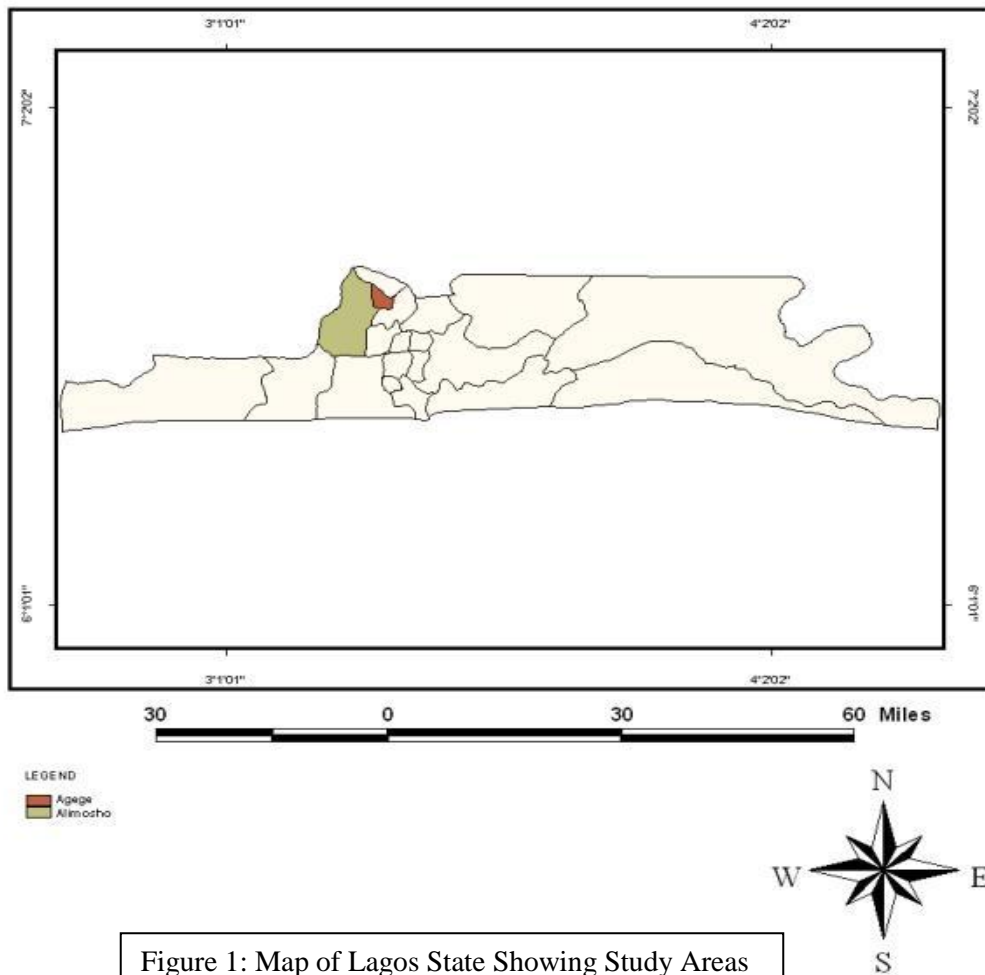 3°1'01" 4°2'02"
7°2'02" 7°2'02"
6°1'01" 6°1'01"
3°1'01" 4°2'02"
30 0 30 60 Miles
LEGEND
Agege
Alimosho
N
W E
S
Figure 1: Map of Lagos State Showing Study Areas